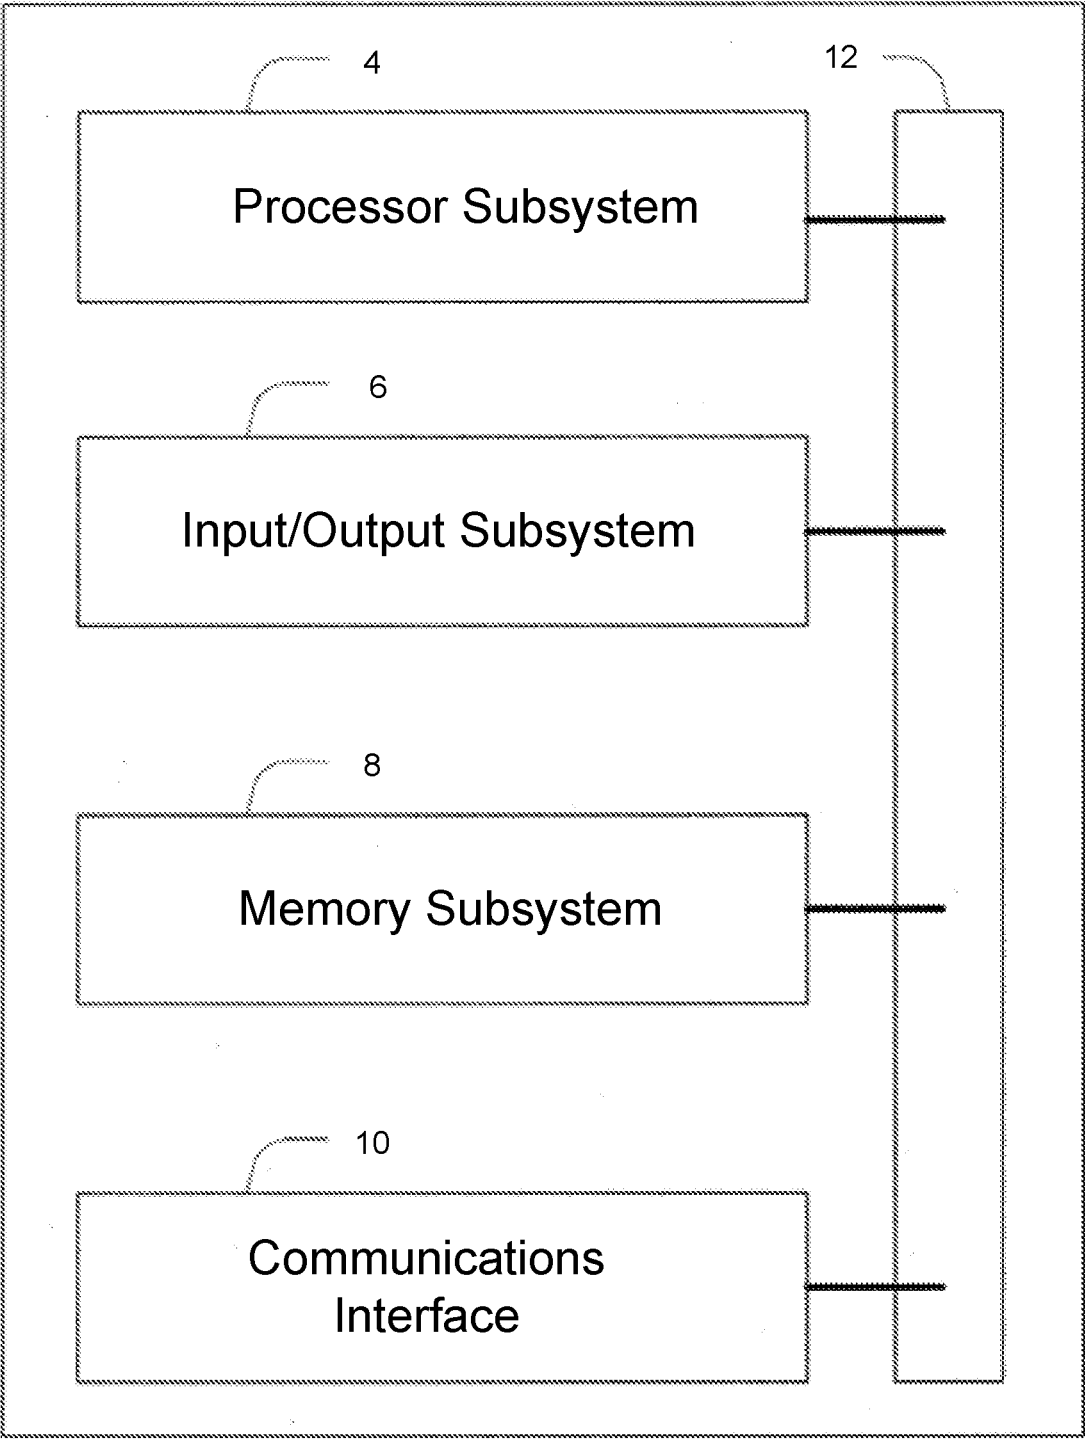 4
12
Processor Subsystem
6
Input/Output Subsystem
8
Memory Subsystem
10
Communications
Interface